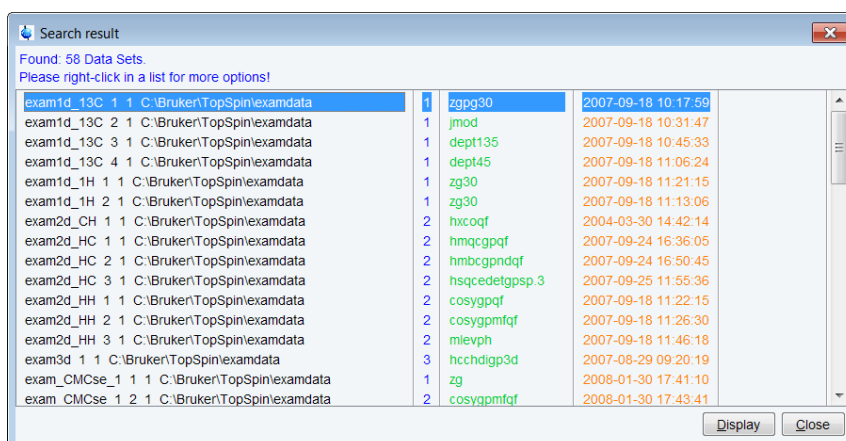 Search result
Found: 58 Data Sets.
Please right-click in a list for more options!
exam1d_13C 1 1 C:\Bruker\TopSpin\examdata 1 zgpg30 2007-09-18 10:17:59
exam1d_13C 2 1 C:\Bruker\TopSpin\examdata 1 jmod 2007-09-18 10:31:47
exam1d_13C 3 1 C:\Bruker\TopSpin\examdata 1 dept135 2007-09-18 10:45:33
exam1d_13C 4 1 C:\Bruker\TopSpin\examdata 1 dept45 2007-09-18 11:06:24
exam1d_1H 1 1 C:\Bruker\TopSpin\examdata 1 zg30 2007-09-18 11:21:15
exam1d_1H 2 1 C:\Bruker\TopSpin\examdata 1 zg30 2007-09-18 11:13:06
exam2d_CH 1 1 C:\Bruker\TopSpin\examdata 2 hxcoqf 2004-03-30 14:42:14
exam2d_HC 1 1 C:\Bruker\TopSpin\examdata 2 hmqcgpqf 2007-09-24 16:36:05
exam2d_HC 2 1 C:\Bruker\TopSpin\examdata 2 hmbcgpndqf 2007-09-24 16:50:45
exam2d_HC 3 1 C:\Bruker\TopSpin\examdata 2 hsqcedetgpsp.3 2007-09-25 11:55:36
exam2d_HH 1 1 C:\Bruker\TopSpin\examdata 2 cosygpqf 2007-09-18 11:22:15
exam2d_HH 2 1 C:\Bruker\TopSpin\examdata 2 cosygpmfqf 2007-09-18 11:26:30
exam2d_HH 3 1 C:\Bruker\TopSpin\examdata 2 mlevph 2007-09-18 11:46:18
exam3d 1 1 C:\Bruker\TopSpin\examdata 3 hcchdigp3d 2007-08-29 09:20:19
exam_CMCse_1 1 1 C:\Bruker\TopSpin\examdata 1 zg 2008-01-30 17:41:10
exam_CMCse_1 2 1 C:\Bruker\TopSpin\examdata 2 cosygpmfqf 2008-01-30 17:43:41
Display Close